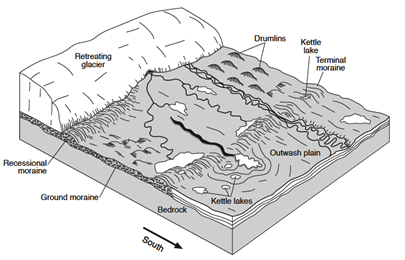 Retreating
glacier
Drumlins
Kettle
lake
Terminal
moraine
Recessional
moraine
Ground moraine
Outwash plain
Kettle lakes
Bedrock
South